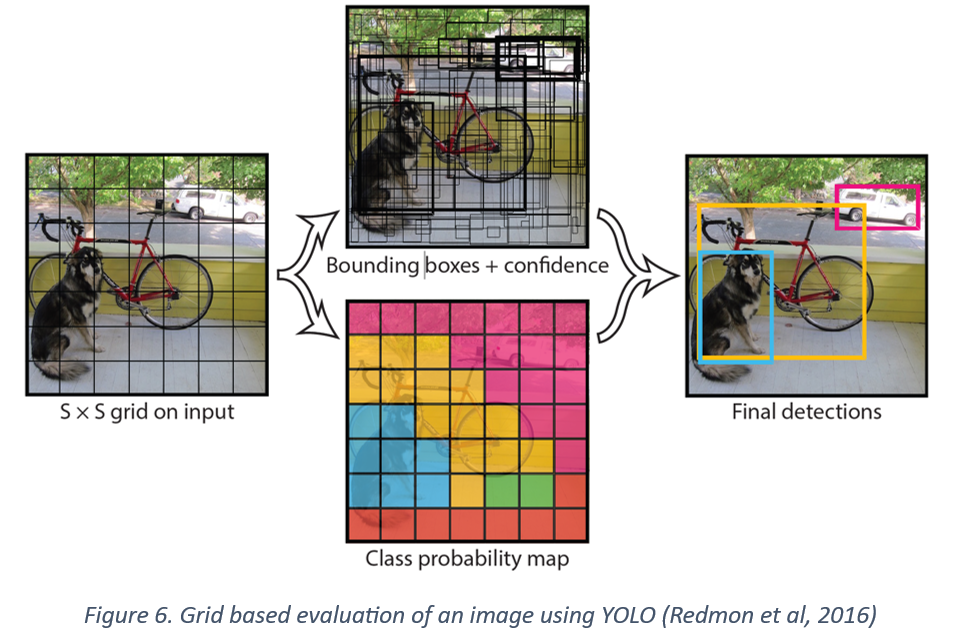 S × S grid on input
Bounding boxes + confidence
Class probability map
Final detections
Figure 6. Grid based evaluation of an image using YOLO (Redmon et al, 2016)